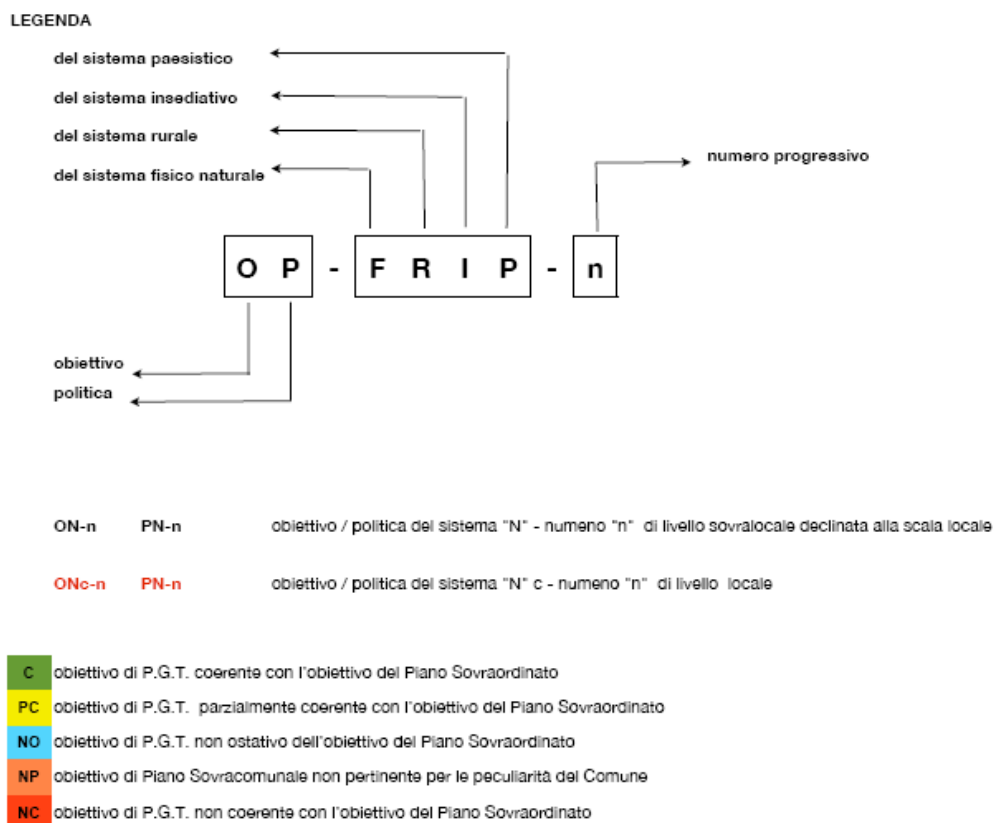 LEGENDA
del sistema paesistico
del sistema insediativo
del sistema rurale
numero progressivo
del sistema fisico naturale
O P - F R I P - n
obiettivo
politica
ON-n PN-n obiettivo / politica del sistema "N" - numeno "n" di livello sovralocale declinata alla scala locale
ONc-n PN-n obiettivo / politica del sistema "N" c - numeno "n" di livello locale
C obiettivo di P.G.T. coerente con l'obiettivo del Piano Sovraordinato
PC obiettivo di P.G.T. parzialmente coerente con l'obiettivo del Piano Sovraordinato
NO obiettivo di P.G.T. non ostativo dell'obiettivo del Piano Sovraordinato
NP obiettivo di Piano Sovracomunale non pertinente per le peculiarità del Comune
NC obiettivo di P.G.T. non coerente con l'obiettivo del Piano Sovraordinato